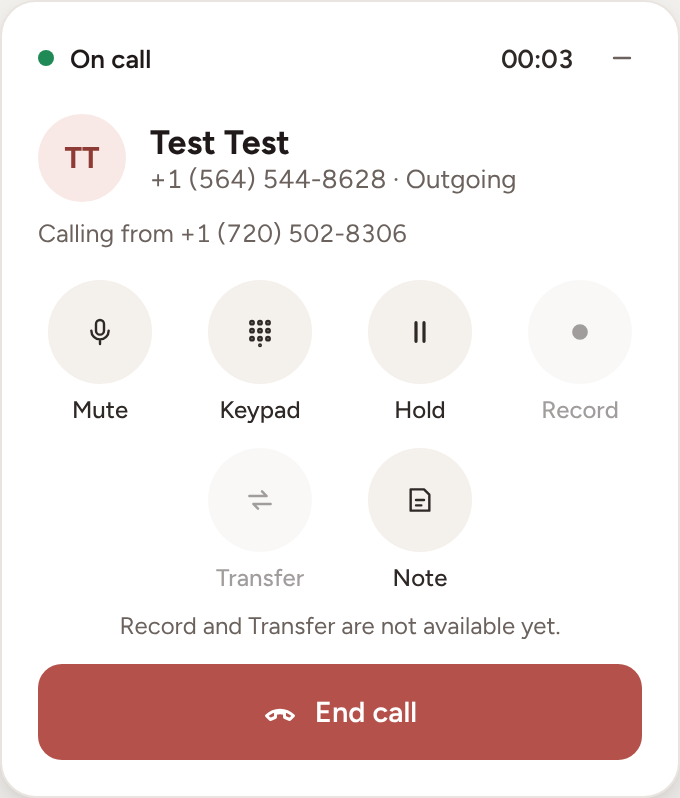 On call 00:03
TT
Test Test
+1 (564) 544-8628 · Outgoing
Calling from +1 (720) 502-8306
Mute Keypad Hold Record
Transfer Note
Record and Transfer are not available yet.
End call